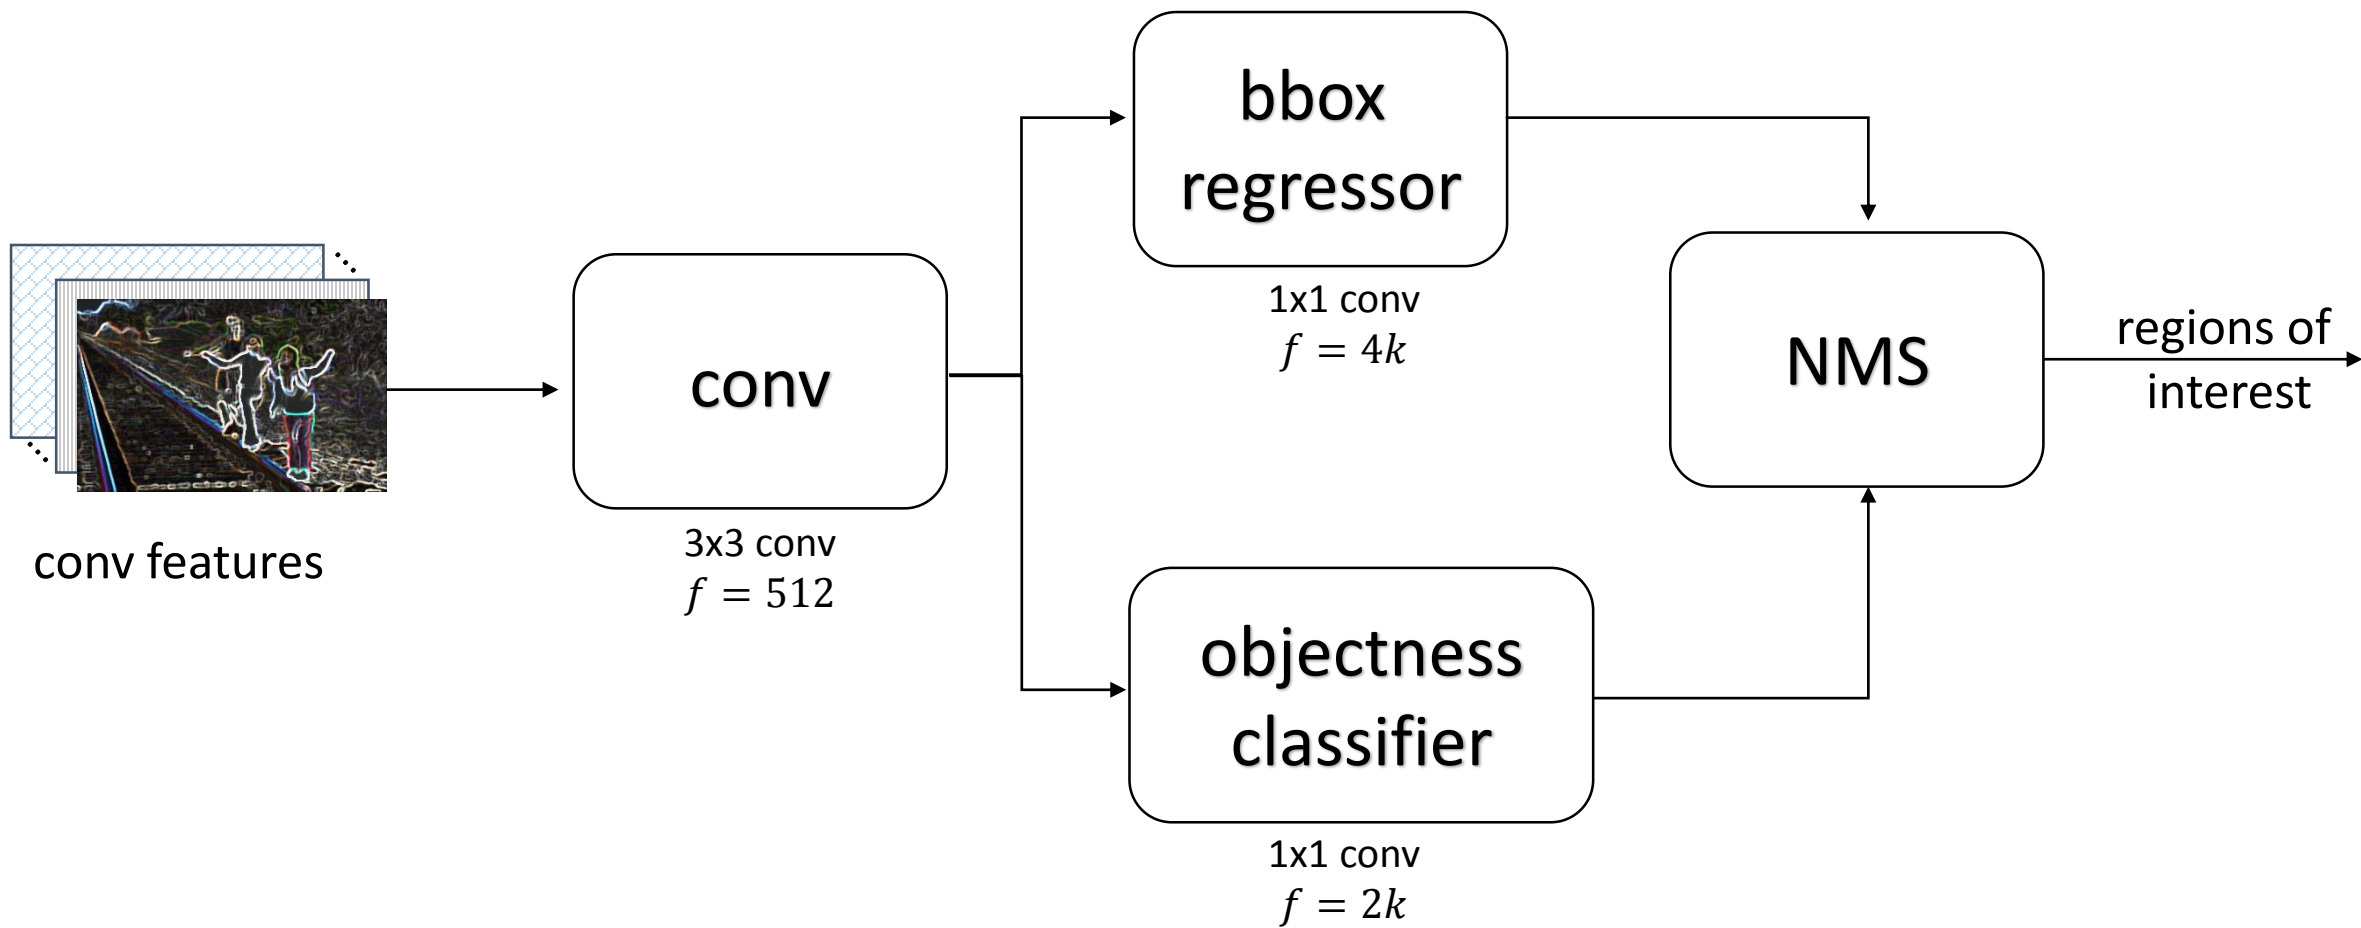 conv features
conv
3x3 conv
f = 512
bbox
regressor
1x1 conv
f = 4k
objectness
classifier
1x1 conv
f = 2k
NMS
regions of
interest